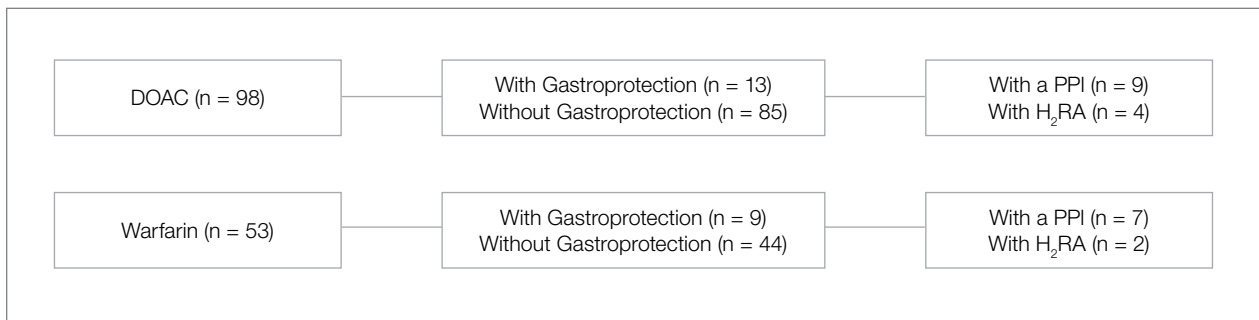 DOAC (n = 98)
With Gastroprotection (n = 13)
Without Gastroprotection (n = 85)
With a PPI (n = 9)
With H₂RA (n = 4)
Warfarin (n = 53)
With Gastroprotection (n = 9)
Without Gastroprotection (n = 44)
With a PPI (n = 7)
With H₂RA (n = 2)